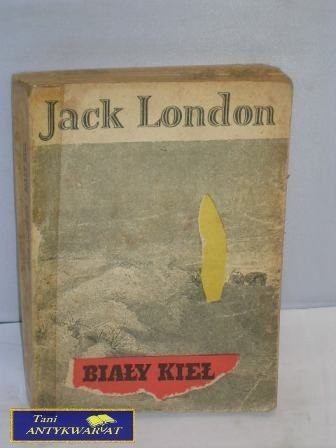 Jack London
BIAŁY KIEŁ
Tani
ANTYKWARIAT